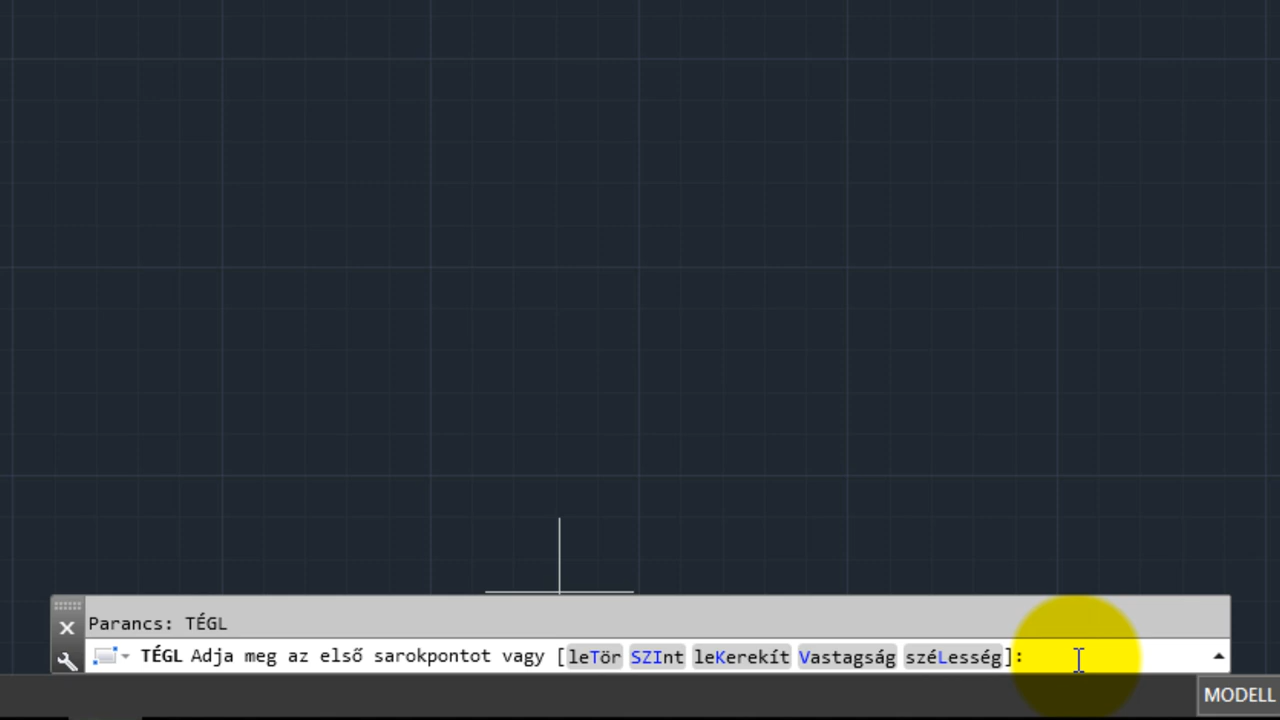 Parancs: TÉGL
TÉGL Adja meg az első sarokpontot vagy [leTör SZInt leKerekít Vastagság széLesség]:
MODELL